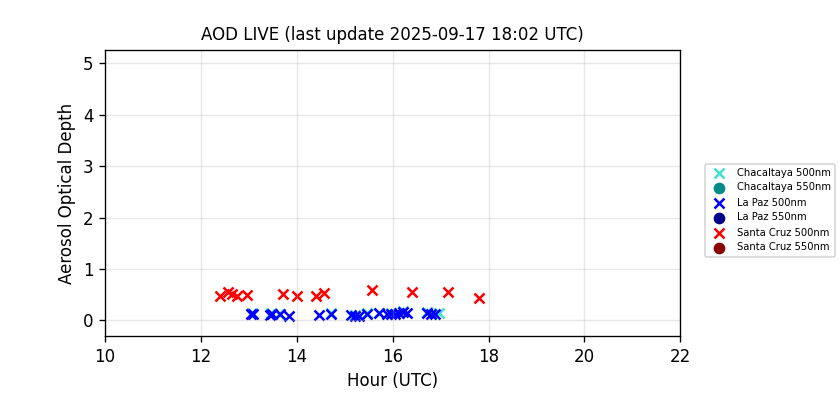 AOD LIVE (last update 2025-09-17 18:02 UTC)
Aerosol Optical Depth
5
4
3
2
1
0
10 12 14 16 18 20 22
Hour (UTC)
Chacaltaya 500nm
Chacaltaya 550nm
La Paz 500nm
La Paz 550nm
Santa Cruz 500nm
Santa Cruz 550nm